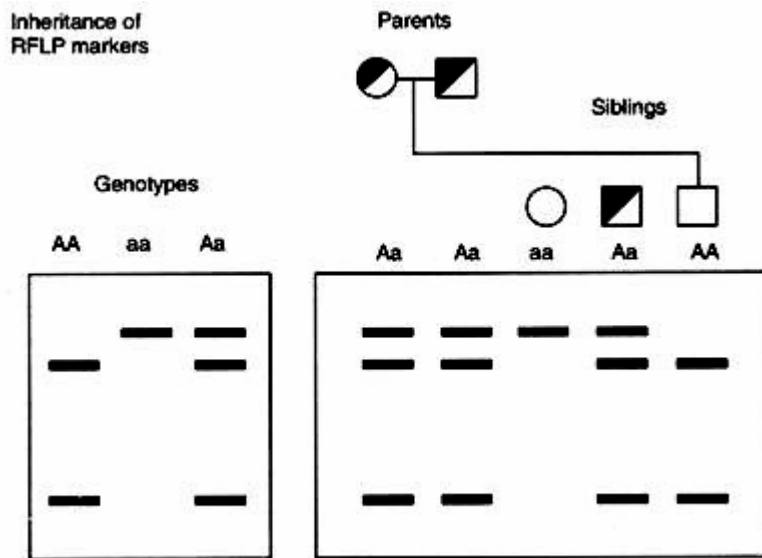 Inheritance of
RFLP markers
Parents
Siblings
Genotypes
AA aa Aa
Aa Aa aa Aa AA